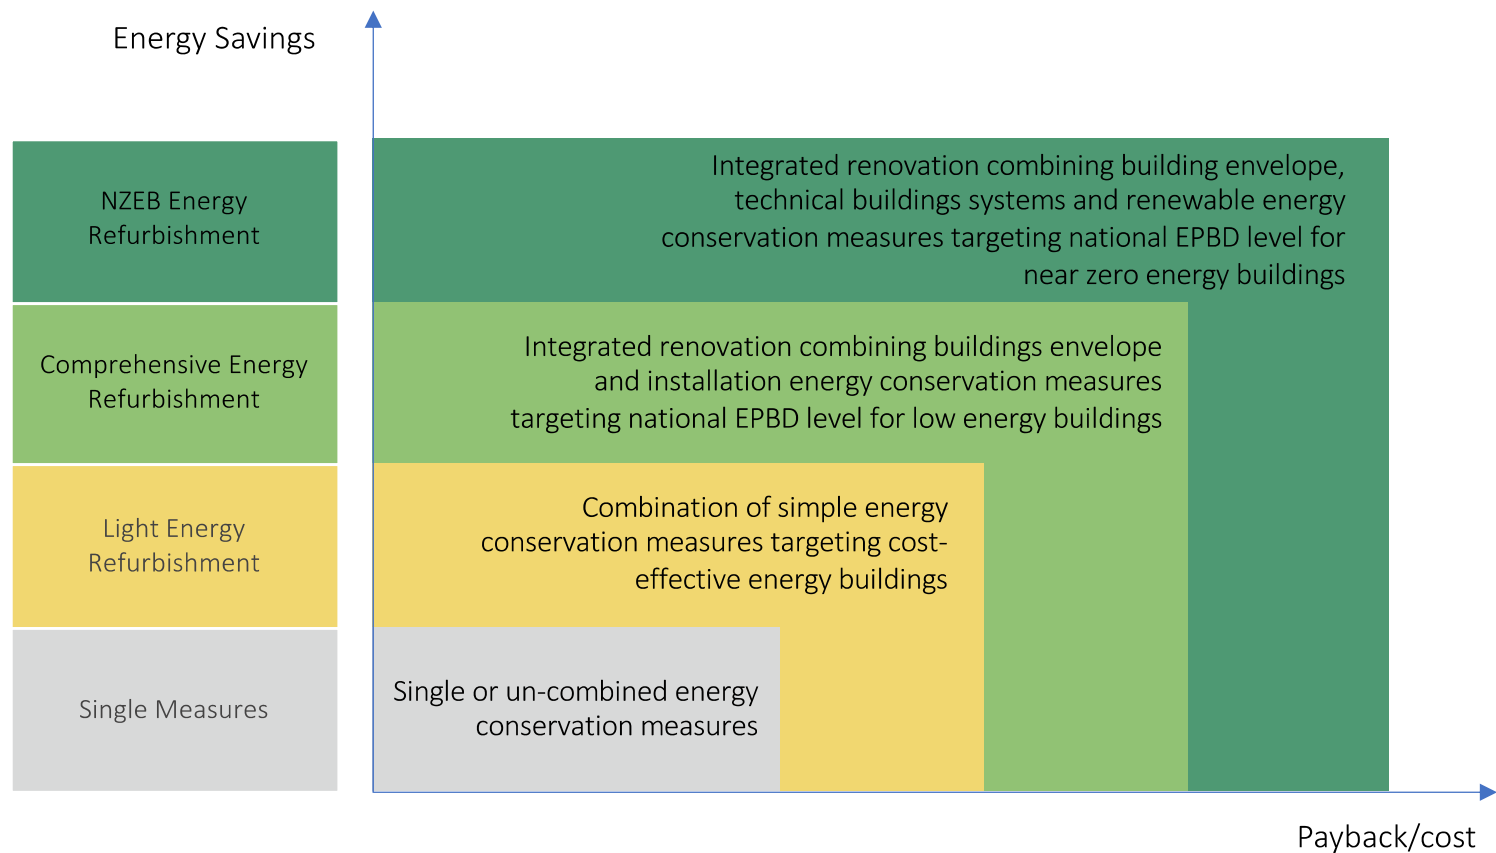 Energy Savings
NZEB Energy
Refurbishment
Integrated renovation combining building envelope,
technical buildings systems and renewable energy
conservation measures targeting national EPBD level for
near zero energy buildings
Comprehensive Energy
Refurbishment
Integrated renovation combining buildings envelope
and installation energy conservation measures
targeting national EPBD level for low energy buildings
Light Energy
Refurbishment
Combination of simple energy
conservation measures targeting cost-
effective energy buildings
Single Measures
Single or un-combined energy
conservation measures
Payback/cost